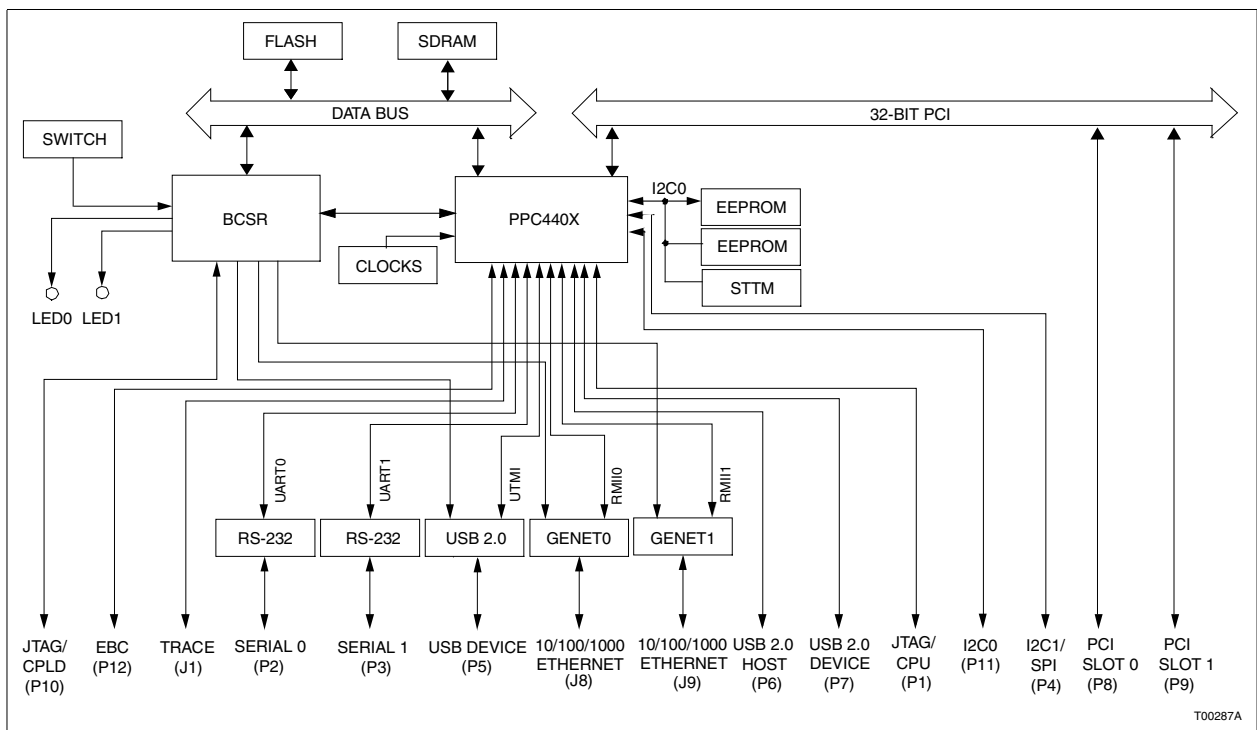 FLASH
SDRAM
DATA BUS
32-BIT PCI
SWITCH
BCSR
PPC440X
I2C0
EEPROM
EEPROM
STTM
CLOCKS
LED0
LED1
UART0
UART1
UTMI
RMII0
RMII1
RS-232
RS-232
USB 2.0
GENET0
GENET1
JTAG/
CPLD
(P10)
EBC
(P12)
TRACE
(J1)
SERIAL 0
(P2)
SERIAL 1
(P3)
USB DEVICE
(P5)
10/100/1000
ETHERNET
(J8)
10/100/1000
ETHERNET
(J9)
USB 2.0
HOST
(P6)
USB 2.0
DEVICE
(P7)
JTAG/
CPU
(P1)
I2C0
(P11)
I2C1/
SPI
(P4)
PCI
SLOT 0
(P8)
PCI
SLOT 1
(P9)
T00287A